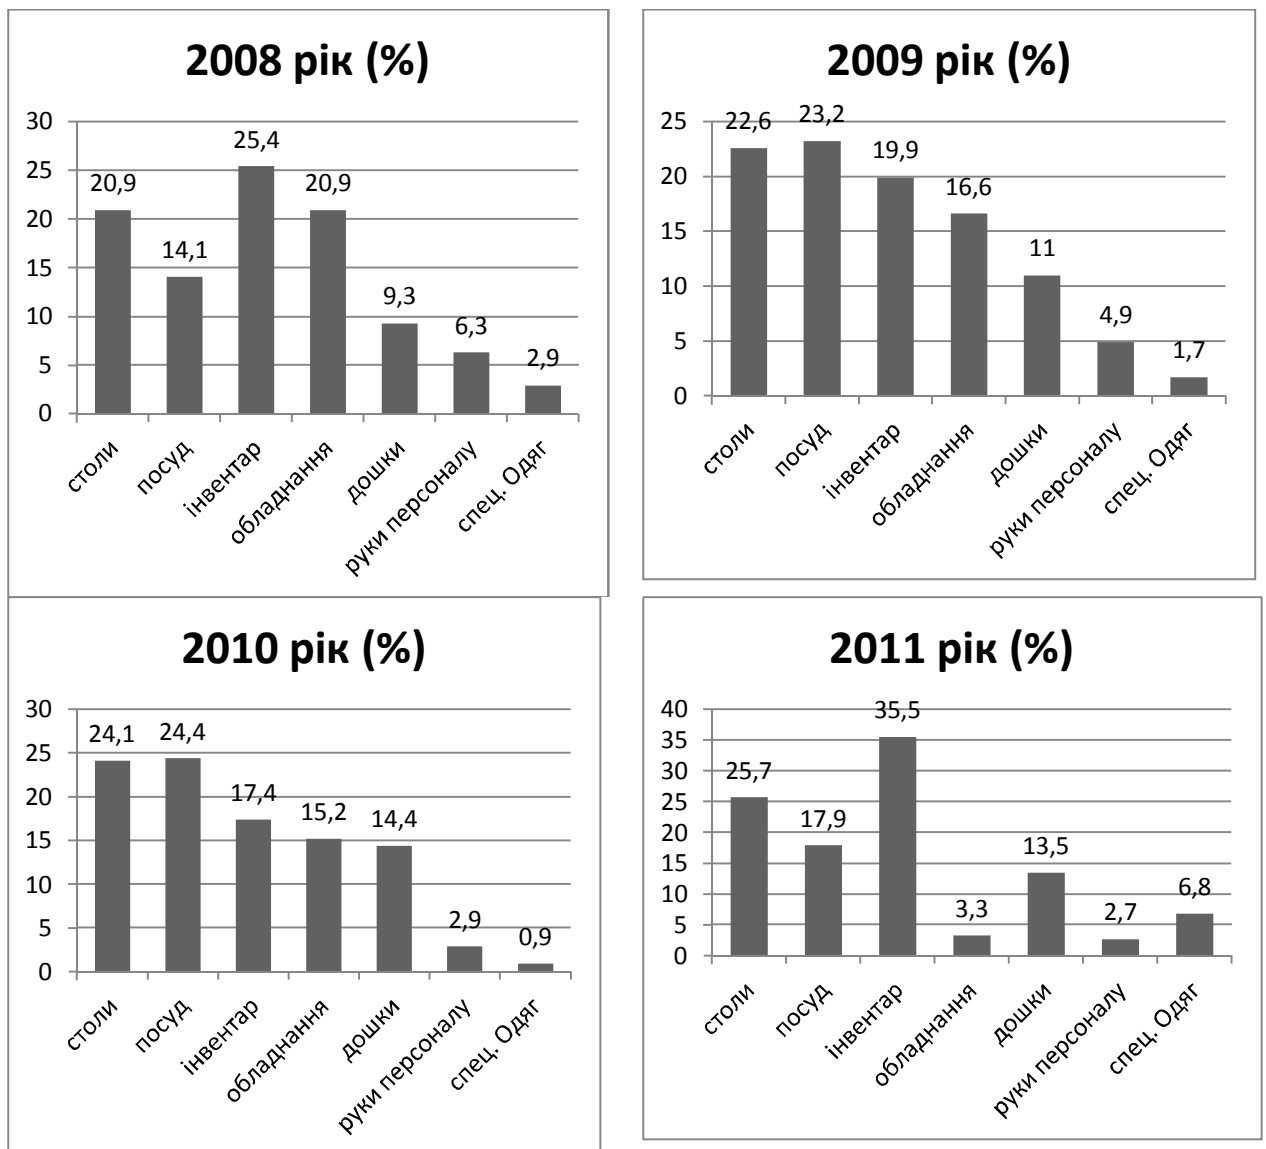 2008 рік (%)
30
25
20
15
10
5
0
20,9
14,1
25,4
20,9
9,3
6,3
2,9
столи
посуд
інвентар
обладнання
дошки
руки персоналу
спец. Одяг
2009 рік (%)
25
20
15
10
5
0
22,6
23,2
19,9
16,6
11
4,9
1,7
столи
посуд
інвентар
обладнання
дошки
руки персоналу
спец. Одяг
2010 рік (%)
30
25
20
15
10
5
0
24,1
24,4
17,4
15,2
14,4
2,9
0,9
столи
посуд
інвентар
обладнання
дошки
руки персоналу
спец. Одяг
2011 рік (%)
40
35
30
25
20
15
10
5
0
25,7
17,9
35,5
3,3
13,5
2,7
6,8
столи
посуд
інвентар
обладнання
дошки
руки персоналу
спец. Одяг